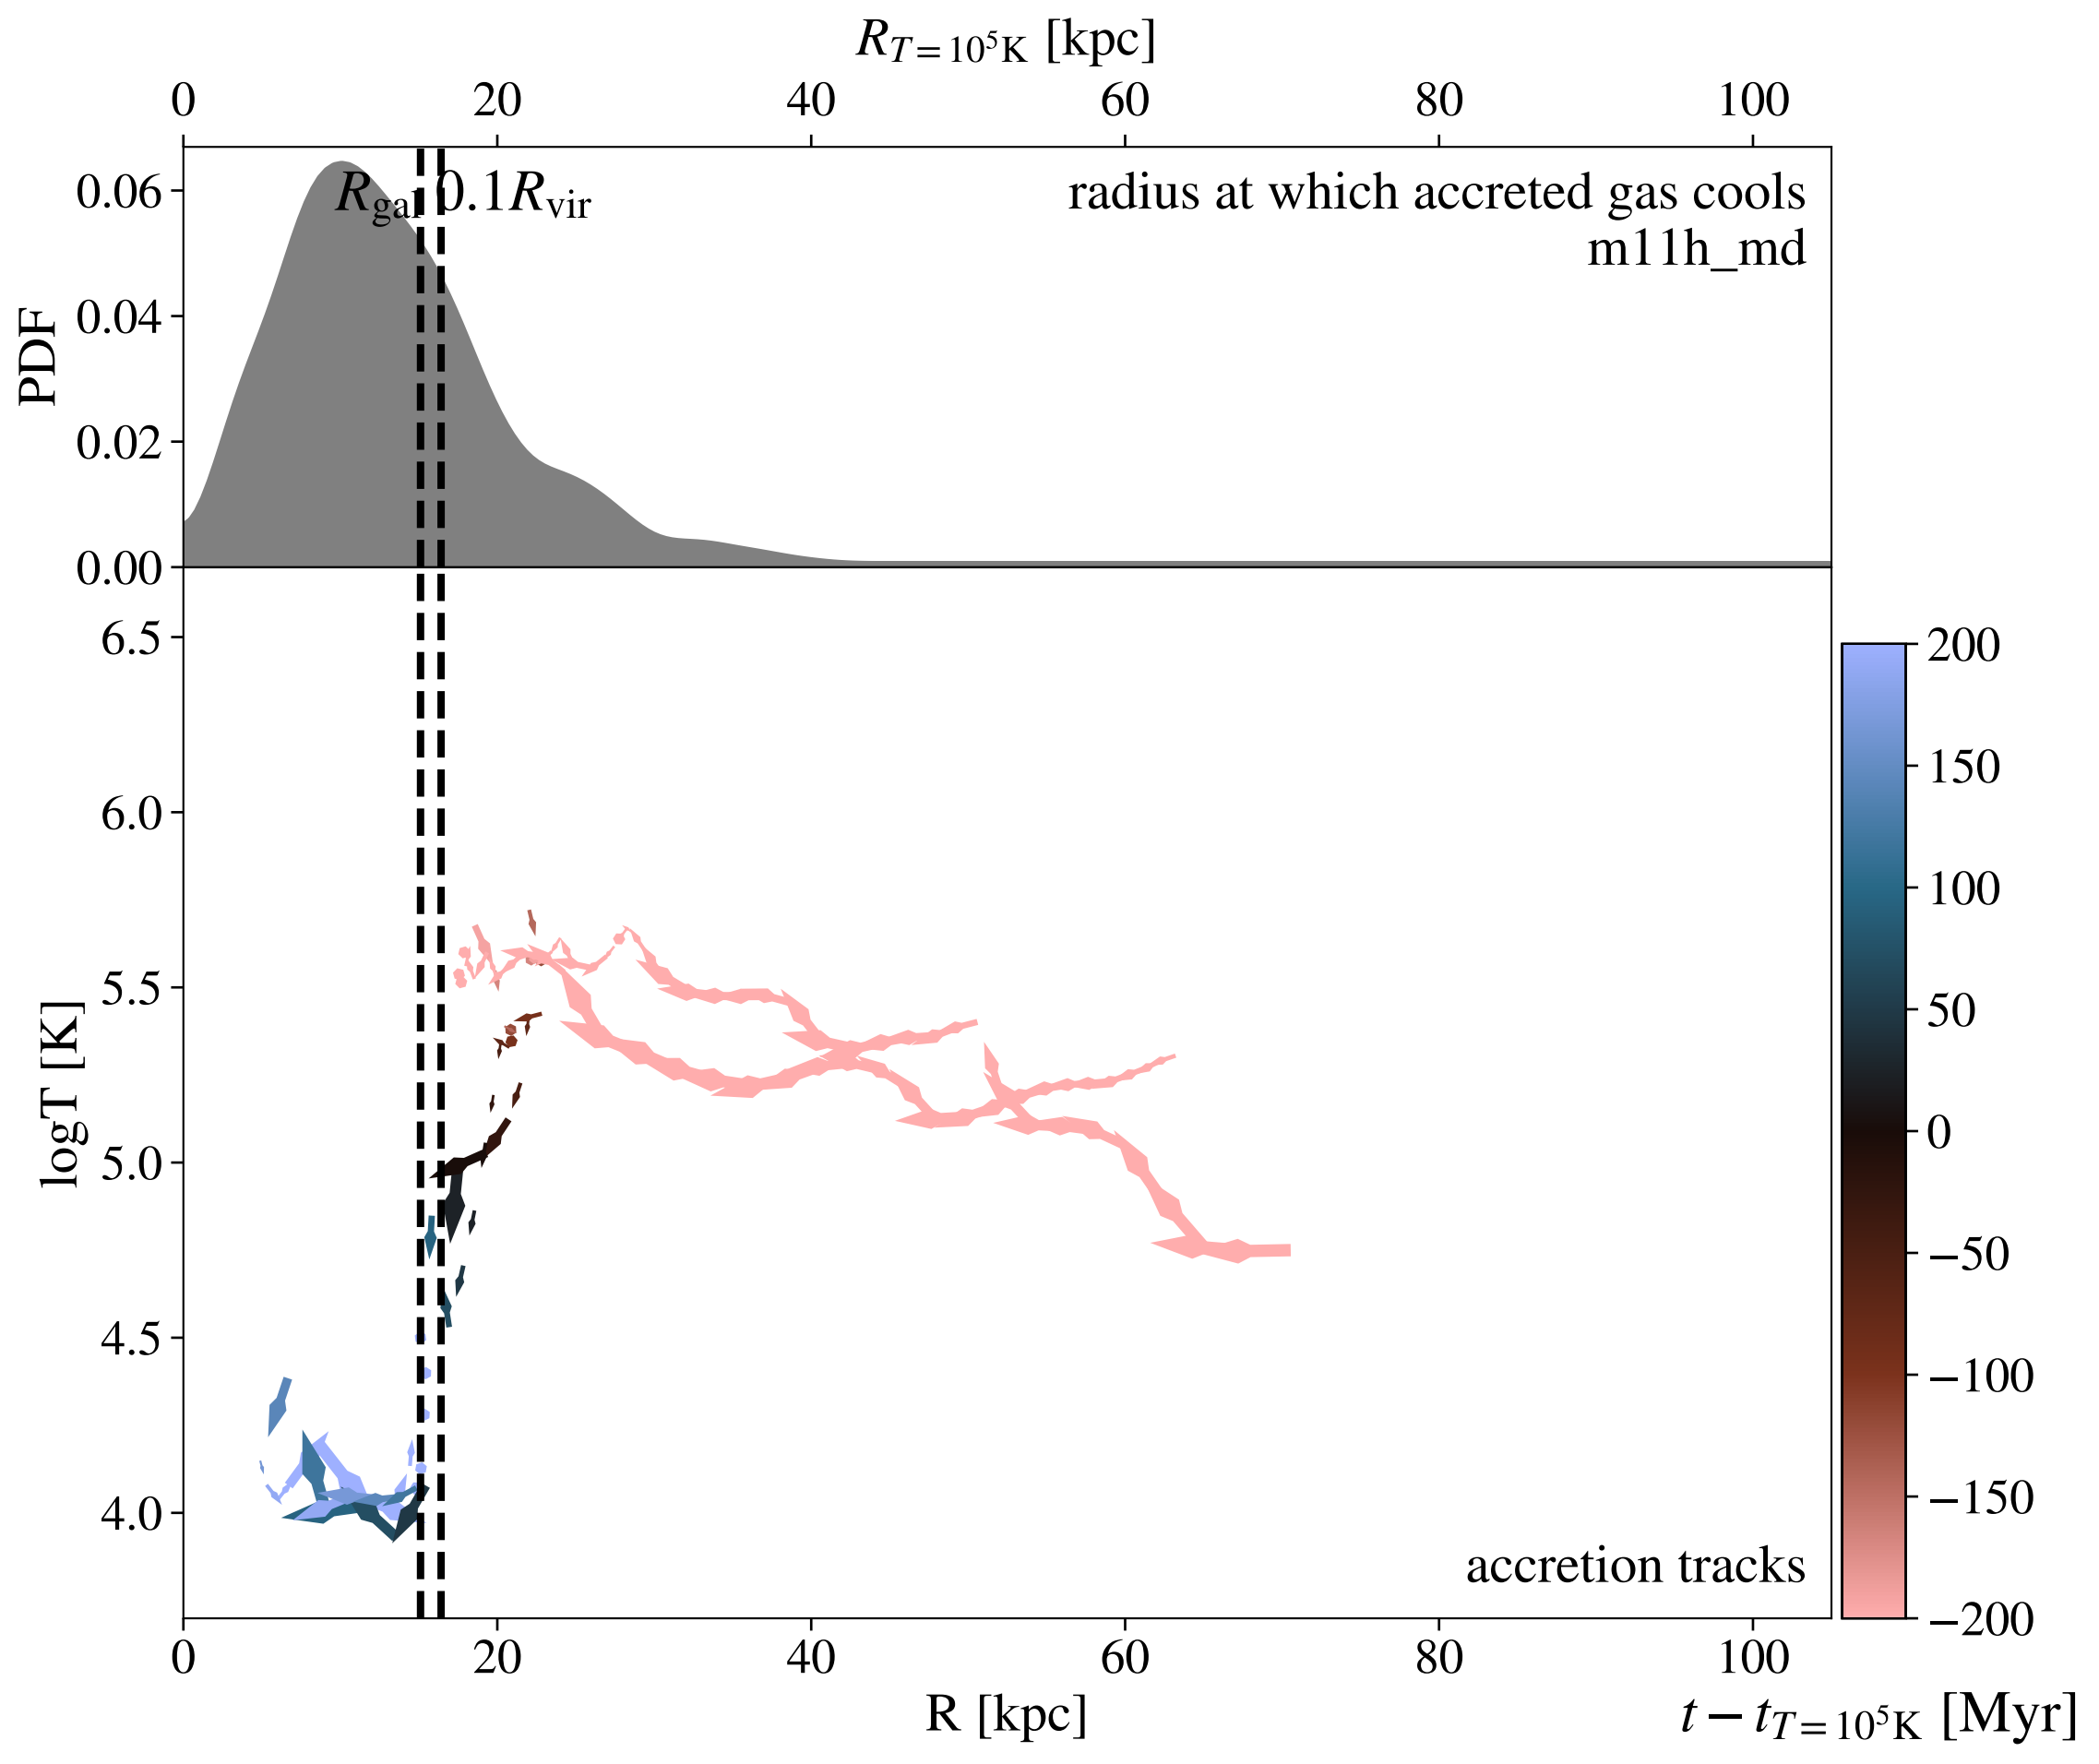 R_{T=10^5K} [kpc]
0 20 40 60 80 100
R_gal 0.1R_vir
radius at which accreted gas cools
m11h_md
PDF
0.06
0.04
0.02
0.00
logT [K]
6.5
6.0
5.5
5.0
4.5
4.0
accretion tracks
0 20 40 60 80 100
R [kpc]
200
150
100
50
0
−50
−100
−150
−200
t − t_{T=10^5K} [Myr]